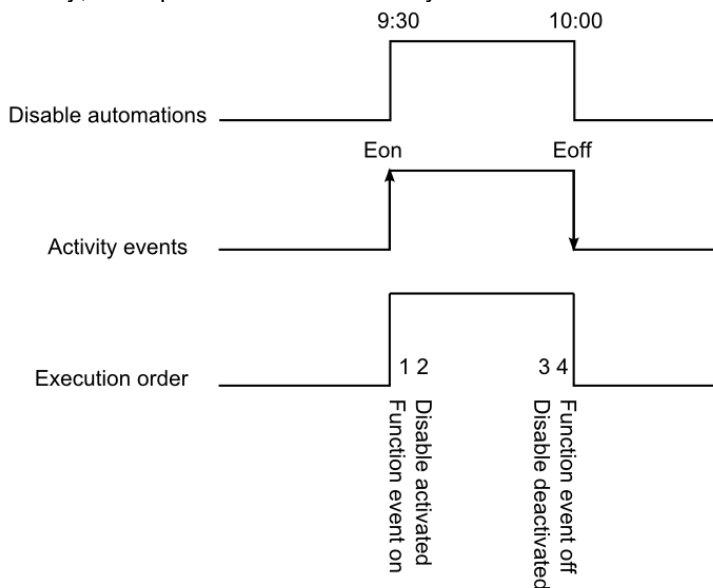 9:30 10:00
Disable automations
Eon Eoff
Activity events
1 2 3 4
Execution order
Function event on
Disable activated
Disable deactivated
Function event off